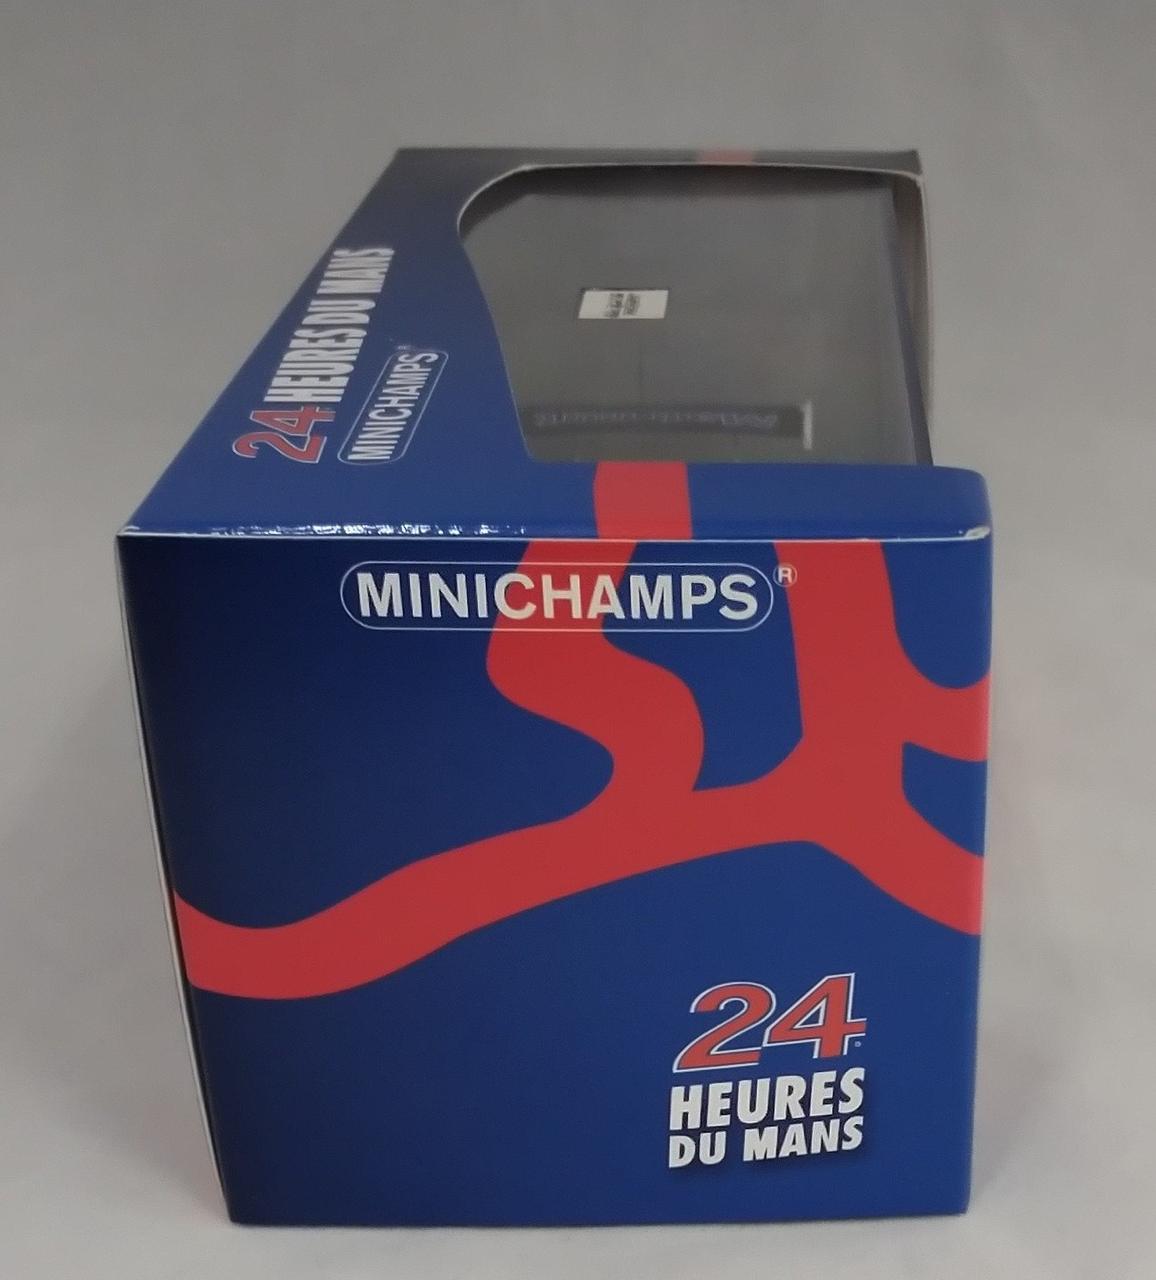 24 HEURES DU MANS
MINICHAMPS®
MINICHAMPS®
24
HEURES
DU MANS